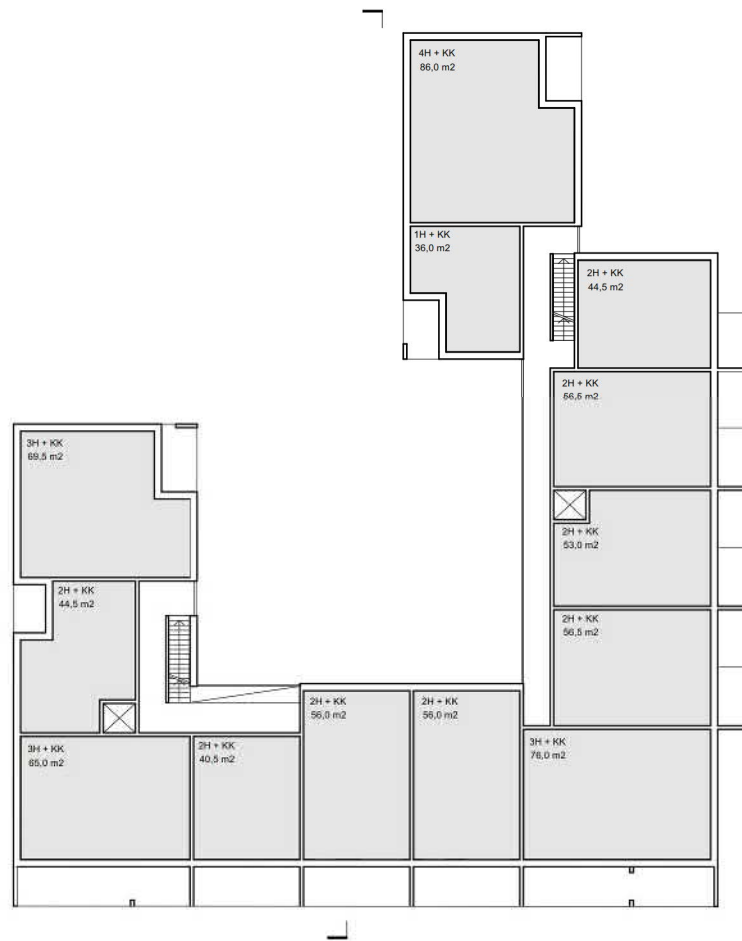 4H + KK
86,0 m2
1H + KK
36,0 m2
2H + KK
44,5 m2
2H + KK
56,5 m2
2H + KK
53,0 m2
2H + KK
56,5 m2
3H + KK
69,5 m2
2H + KK
44,5 m2
3H + KK
65,0 m2
2H + KK
40,5 m2
2H + KK
56,0 m2
2H + KK
56,0 m2
3H + KK
76,0 m2